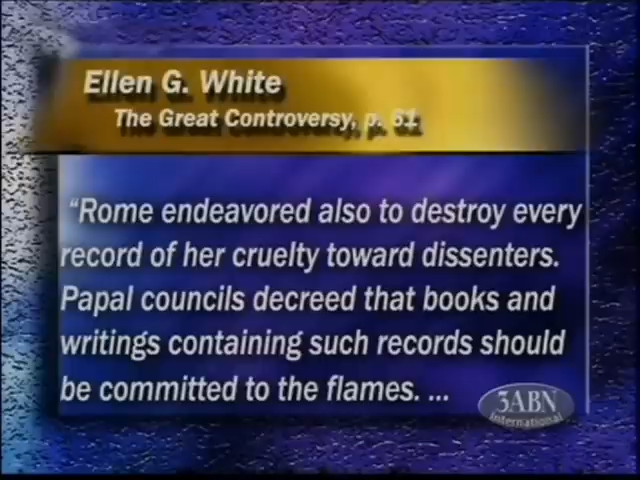 Ellen G. White
The Great Controversy, p. 61
“Rome endeavored also to destroy every
record of her cruelty toward dissenters.
Papal councils decreed that books and
writings containing such records should
be committed to the flames. ...
3ABN
International